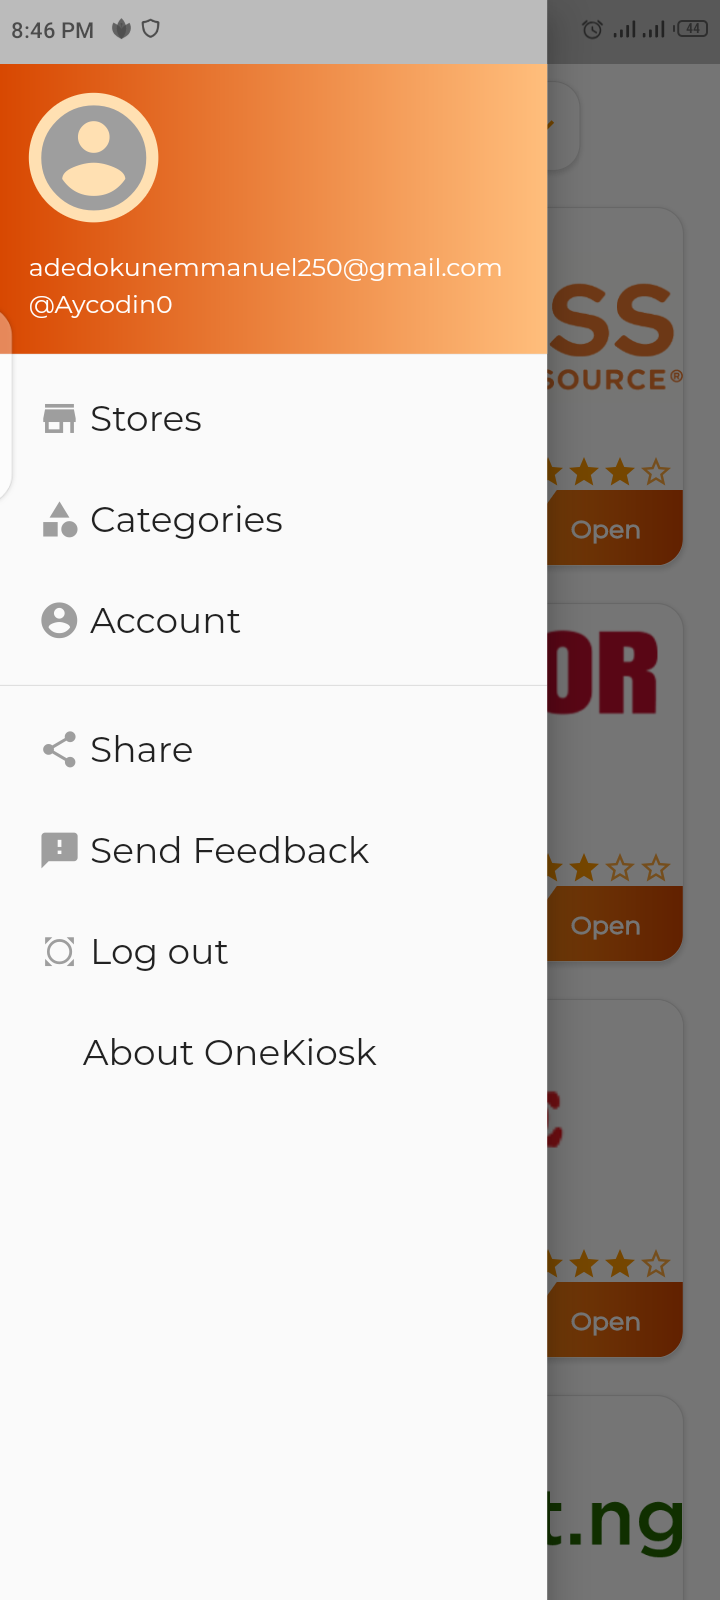 8:46 PM
44
adedokunemmanuel250@gmail.com
@Aycodin0
Stores
Categories
Account
Share
Send Feedback
Log out
About OneKiosk
SS
SOURCE®
Open
OR
Open
Open
t.ng